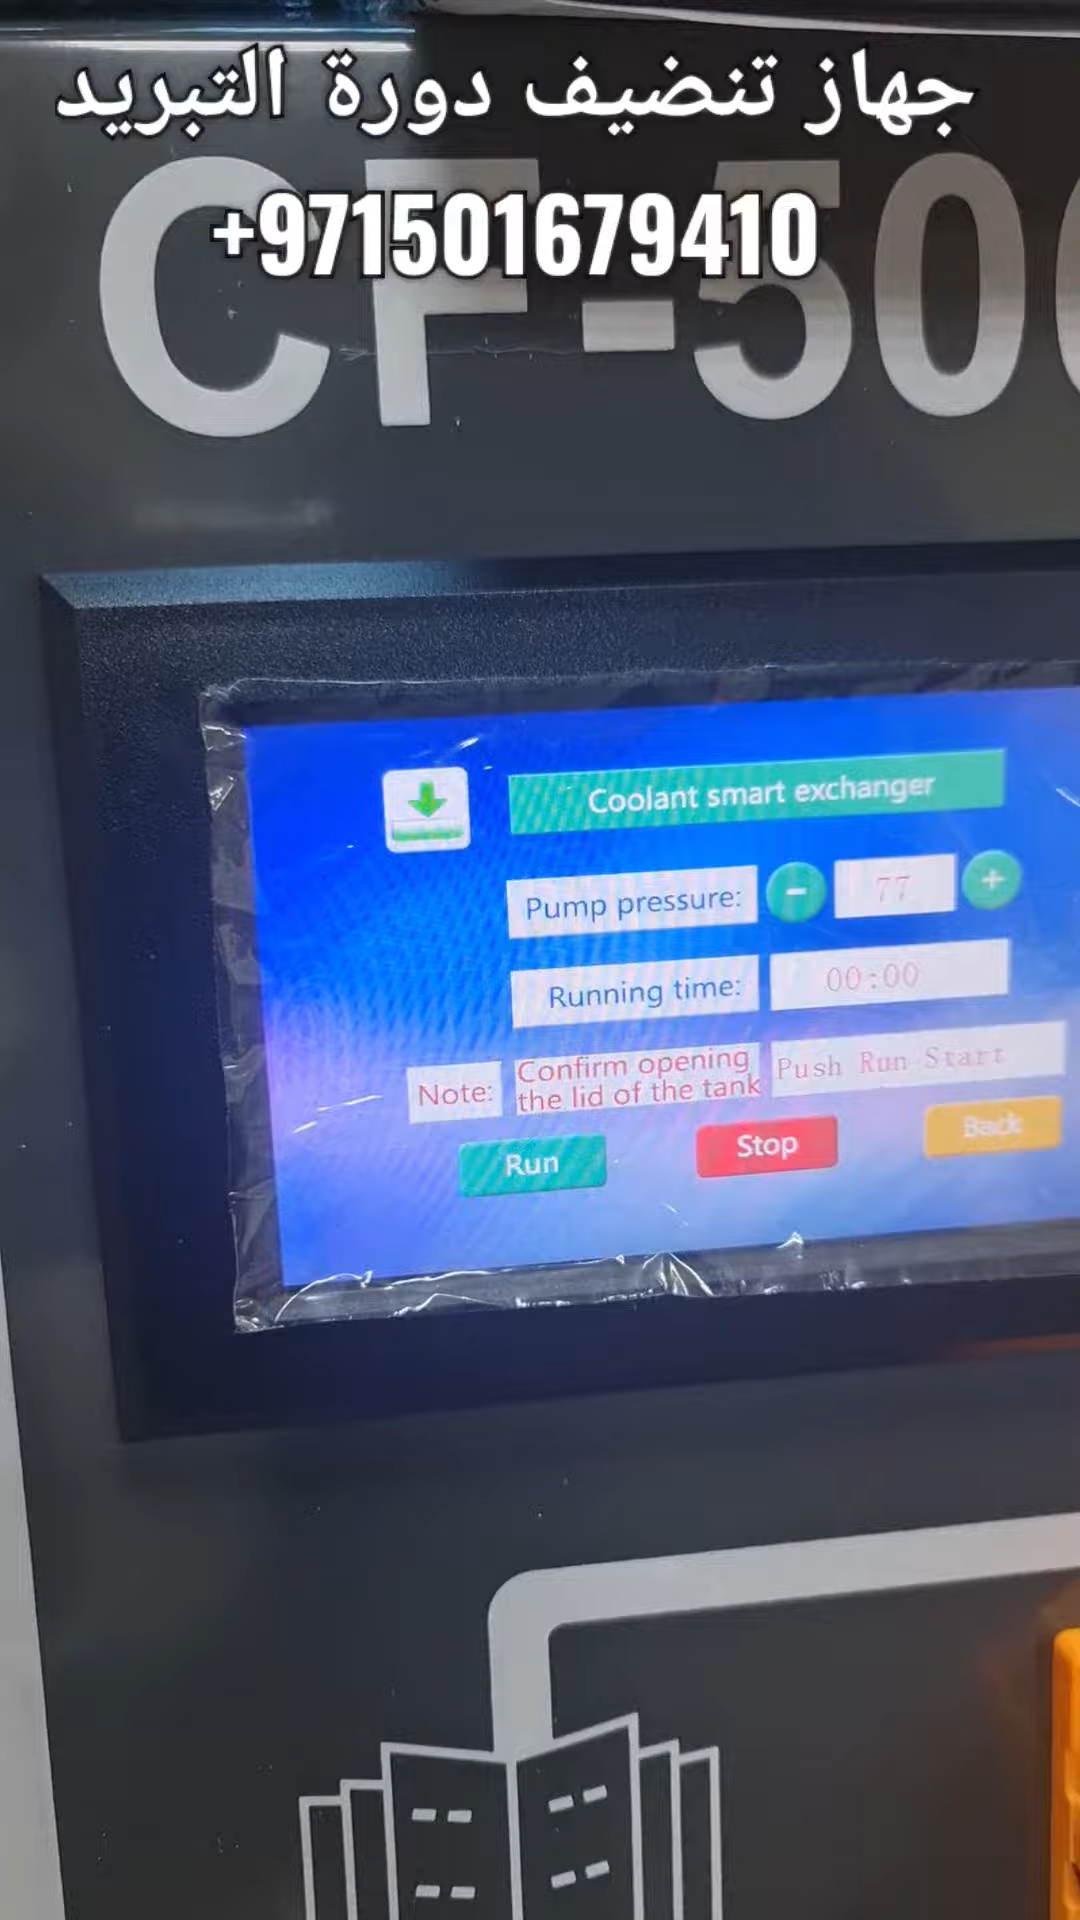 جهاز تنضيف دورة التبريد
+971501679410
CF-50
Coolant smart exchanger
Pump pressure: - 77 +
Running time: 00:00
Note: Confirm opening the lid of the tank Push Run Start
Run Stop Back